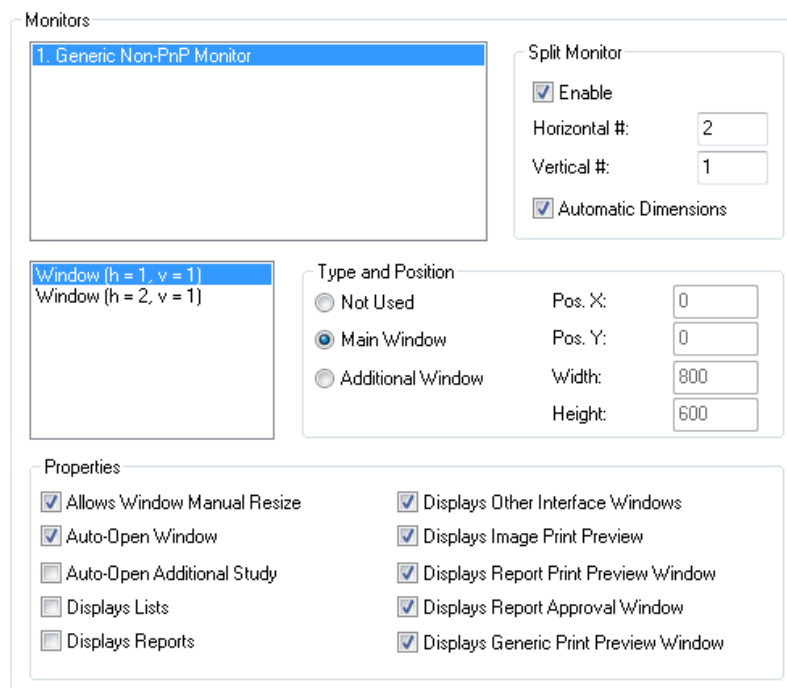 Monitors
1. Generic Non-PnP Monitor
Split Monitor
Enable
Horizontal #: 2
Vertical #: 1
Automatic Dimensions
Window (h = 1, v = 1)
Window (h = 2, v = 1)
Type and Position
Not Used
Main Window
Additional Window
Pos. X: 0
Pos. Y: 0
Width: 800
Height: 600
Properties
Allows Window Manual Resize
Auto-Open Window
Auto-Open Additional Study
Displays Lists
Displays Reports
Displays Other Interface Windows
Displays Image Print Preview
Displays Report Print Preview Window
Displays Report Approval Window
Displays Generic Print Preview Window